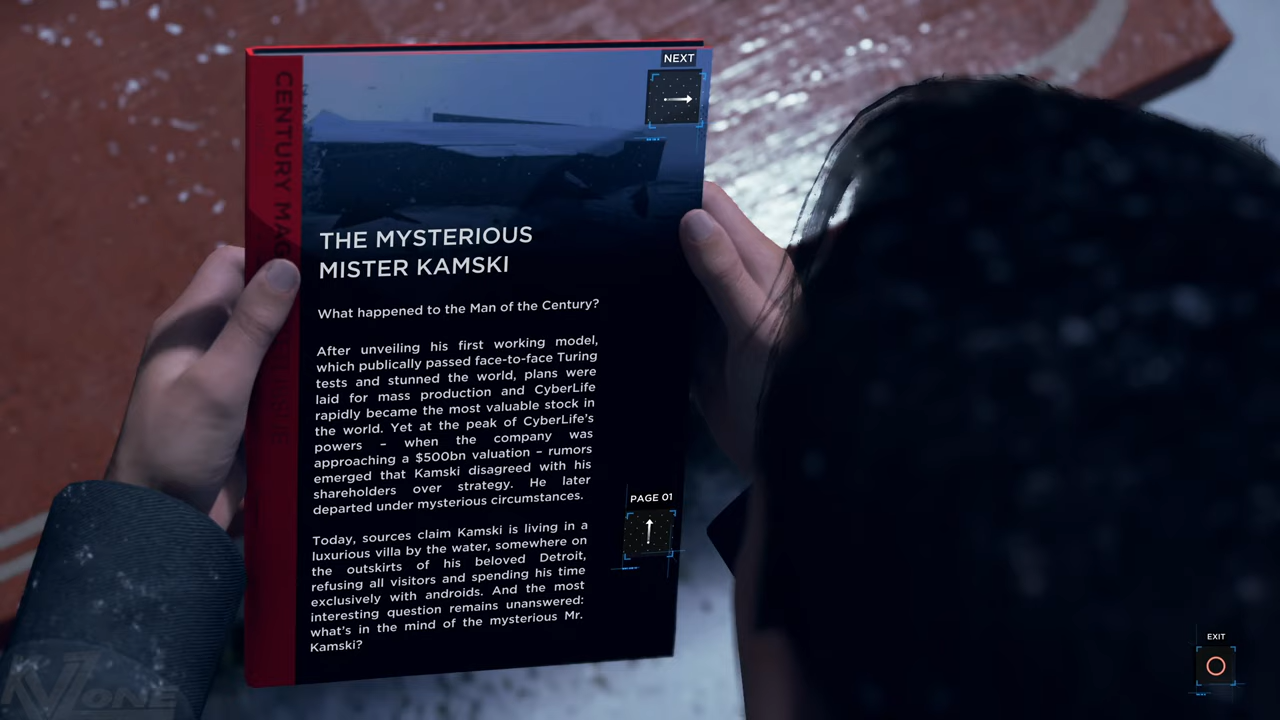 NEXT
CENTURY MAG
THE MYSTERIOUS
MISTER KAMSKI
What happened to the Man of the Century?
After unveiling his first working model,
which publically passed face-to-face Turing
tests and stunned the world, plans were
laid for mass production and CyberLife
rapidly became the most valuable stock in
the world. Yet at the peak of CyberLife's
powers – when the company was
approaching a $500bn valuation – rumors
emerged that Kamski disagreed with his
shareholders over strategy. He later
departed under mysterious circumstances.
PAGE 01
Today, sources claim Kamski is living in a
luxurious villa by the water, somewhere on
the outskirts of his beloved Detroit,
refusing all visitors and spending his time
exclusively with androids. And the most
interesting question remains unanswered:
what's in the mind of the mysterious Mr.
Kamski?
EXIT